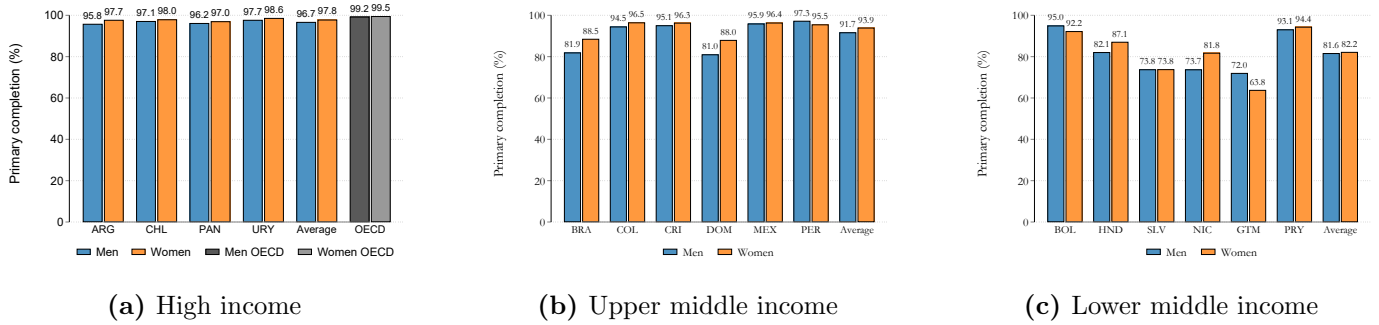 95.8 97.7 97.1 98.0 96.2 97.0 97.7 98.6 96.7 97.8 99.2 99.5
Primary completion (%)
100
80
60
40
20
0
ARG CHL PAN URY Average OECD
Men Women Men OECD Women OECD
(a) High income
81.9 88.5 94.5 96.5 95.1 96.3 81.0 88.0 95.9 96.4 97.3 95.5 91.7 93.9
Primary completion (%)
100
80
60
40
20
0
BRA COL CRI DOM MEX PER Average
Men Women
(b) Upper middle income
95.0 92.2 82.1 87.1 73.8 73.8 73.7 81.8 72.0 63.8 93.1 94.4 81.6 82.2
Primary completion (%)
100
80
60
40
20
0
BOL HND SLV NIC GTM PRY Average
Men Women
(c) Lower middle income